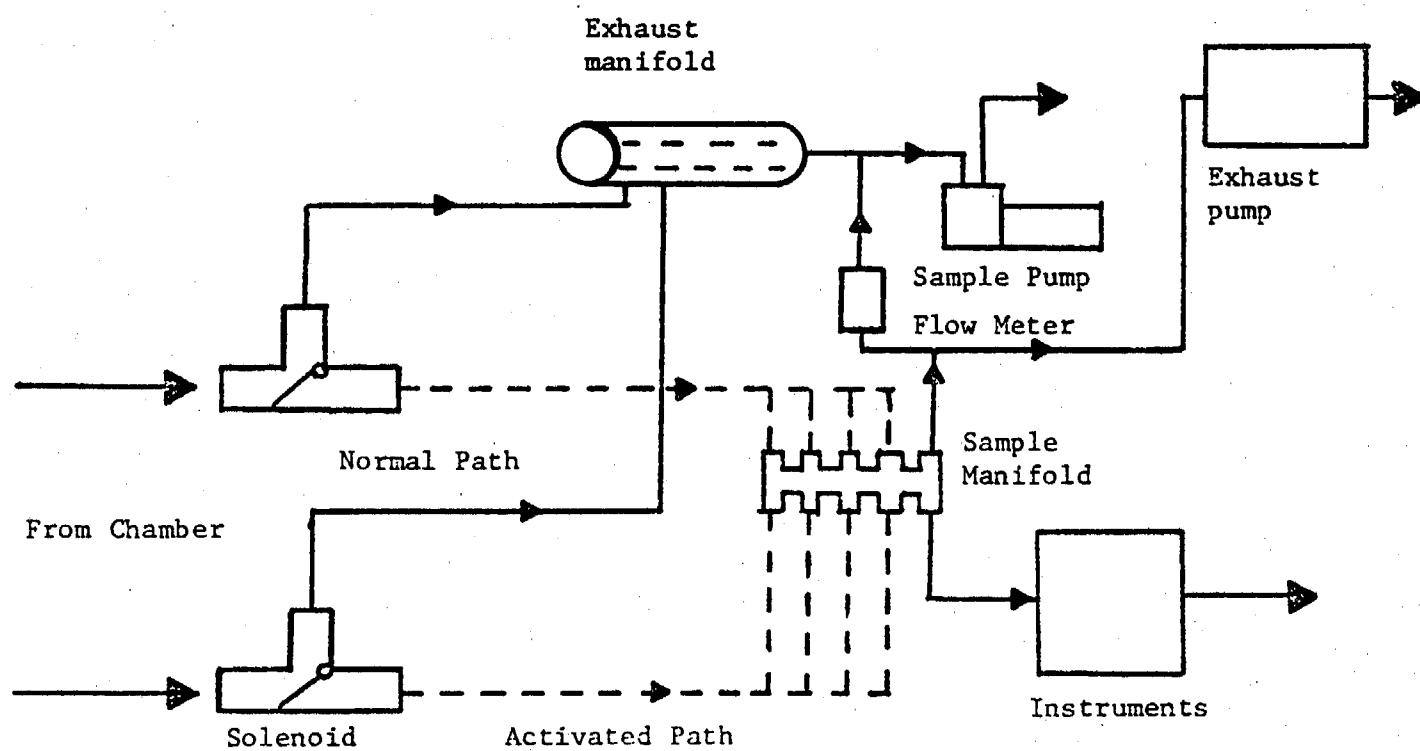 Exhaust
manifold
Exhaust
pump
Sample Pump
Flow Meter
Normal Path
Sample
Manifold
From Chamber
Instruments
Solenoid
Activated Path